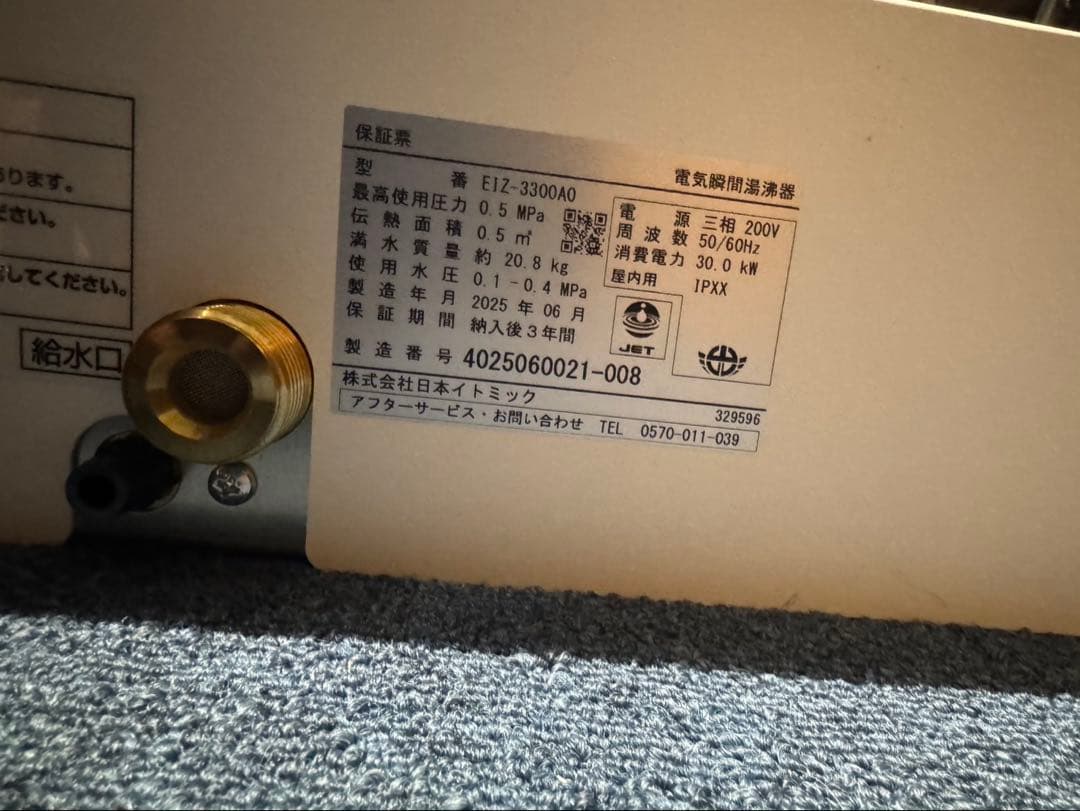 ります。
ださい。
してください。
給水口
保証票
電気瞬間湯沸器
型番 EIZ-3300A0
最高使用圧力 0.5 MPa
伝熱面積 0.5 ㎡
満水質量 約 20.8 kg
使用水圧 0.1 - 0.4 MPa
製造年月 2025 年 06 月
保証期間 納入後3年間
製造番号 4025060021-008
電源 三相 200V
周波数 50/60Hz
消費電力 30.0 kW
屋内用 IPXX
JET
株式会社日本イトミック
329596
アフターサービス・お問い合わせ TEL 0570-011-039